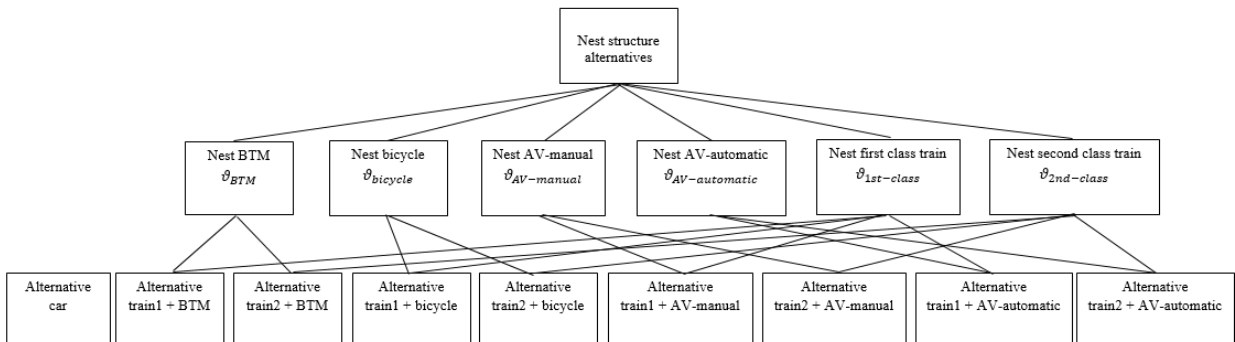 Nest structure
alternatives
Nest BTM
ϑ_BTM
Nest bicycle
ϑ_bicycle
Nest AV-manual
ϑ_AV−manual
Nest AV-automatic
ϑ_AV−automatic
Nest first class train
ϑ_1st−class
Nest second class train
ϑ_2nd−class
Alternative
car
Alternative
train1 + BTM
Alternative
train2 + BTM
Alternative
train1 + bicycle
Alternative
train2 + bicycle
Alternative
train1 + AV-manual
Alternative
train2 + AV-manual
Alternative
train1 + AV-automatic
Alternative
train2 + AV-automatic